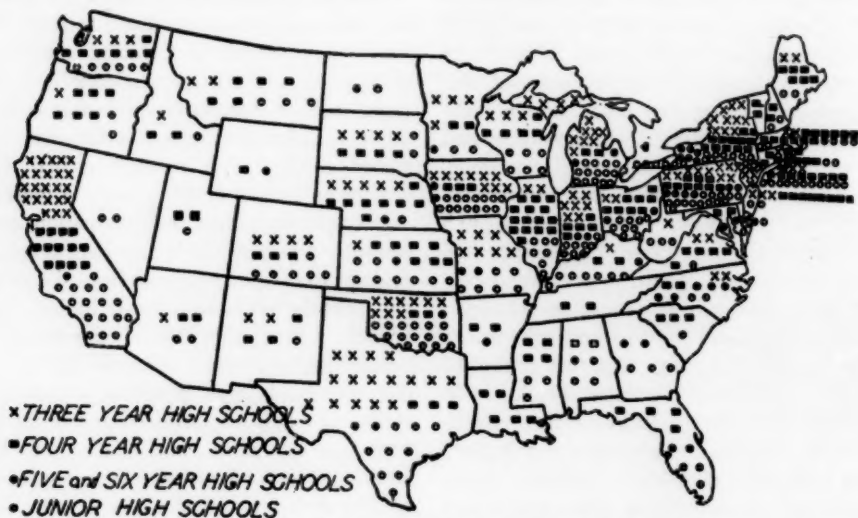 × THREE YEAR HIGH SCHOOLS
■ FOUR YEAR HIGH SCHOOLS
● FIVE and SIX YEAR HIGH SCHOOLS
○ JUNIOR HIGH SCHOOLS